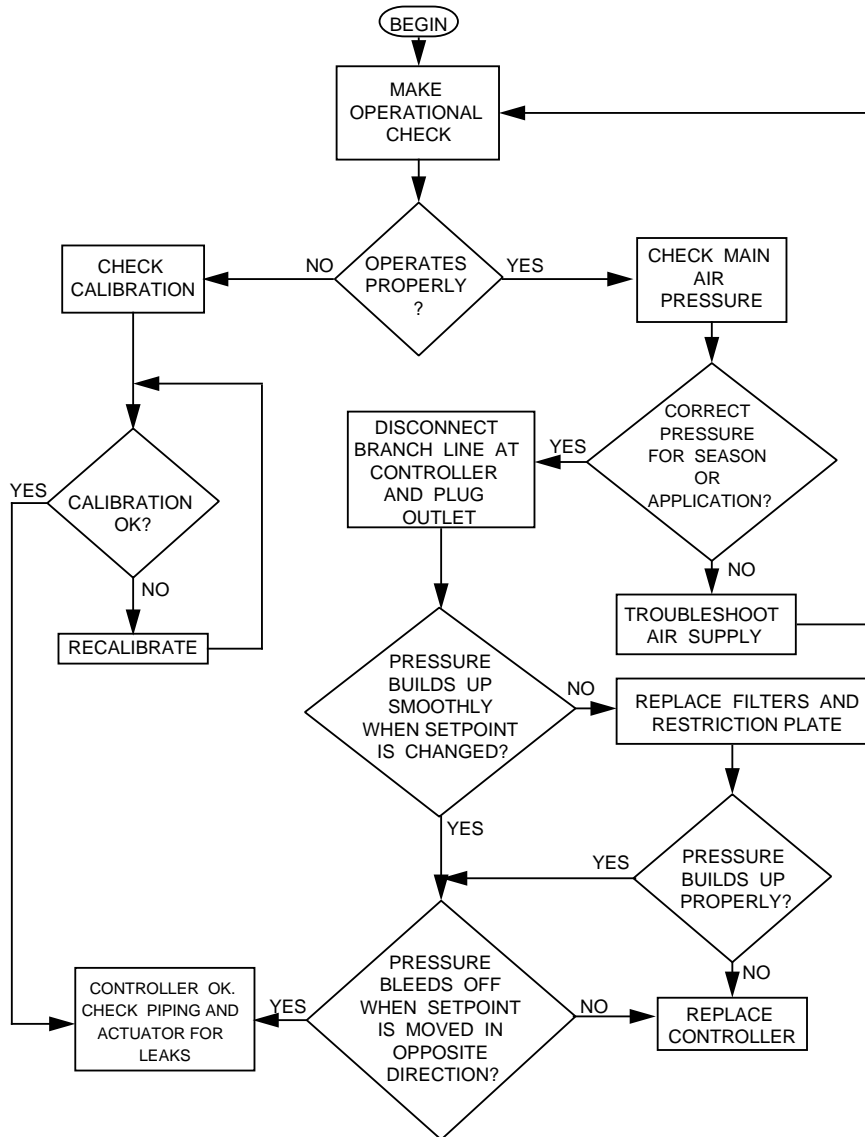 BEGIN
MAKE
OPERATIONAL
CHECK
OPERATES
PROPERLY
?
NO
YES
CHECK
CALIBRATION
CHECK MAIN
AIR
PRESSURE
CORRECT
PRESSURE
FOR SEASON
OR
APPLICATION?
YES
NO
DISCONNECT
BRANCH LINE AT
CONTROLLER
AND PLUG
OUTLET
CALIBRATION
OK?
YES
NO
RECALIBRATE
TROUBLESHOOT
AIR SUPPLY
PRESSURE
BUILDS UP
SMOOTHLY
WHEN SETPOINT
IS CHANGED?
NO
YES
REPLACE FILTERS AND
RESTRICTION PLATE
PRESSURE
BUILDS UP
PROPERLY?
YES
NO
PRESSURE
BLEEDS OFF
WHEN SETPOINT
IS MOVED IN
OPPOSITE
DIRECTION?
YES
NO
CONTROLLER OK.
CHECK PIPING AND
ACTUATOR FOR
LEAKS
REPLACE
CONTROLLER